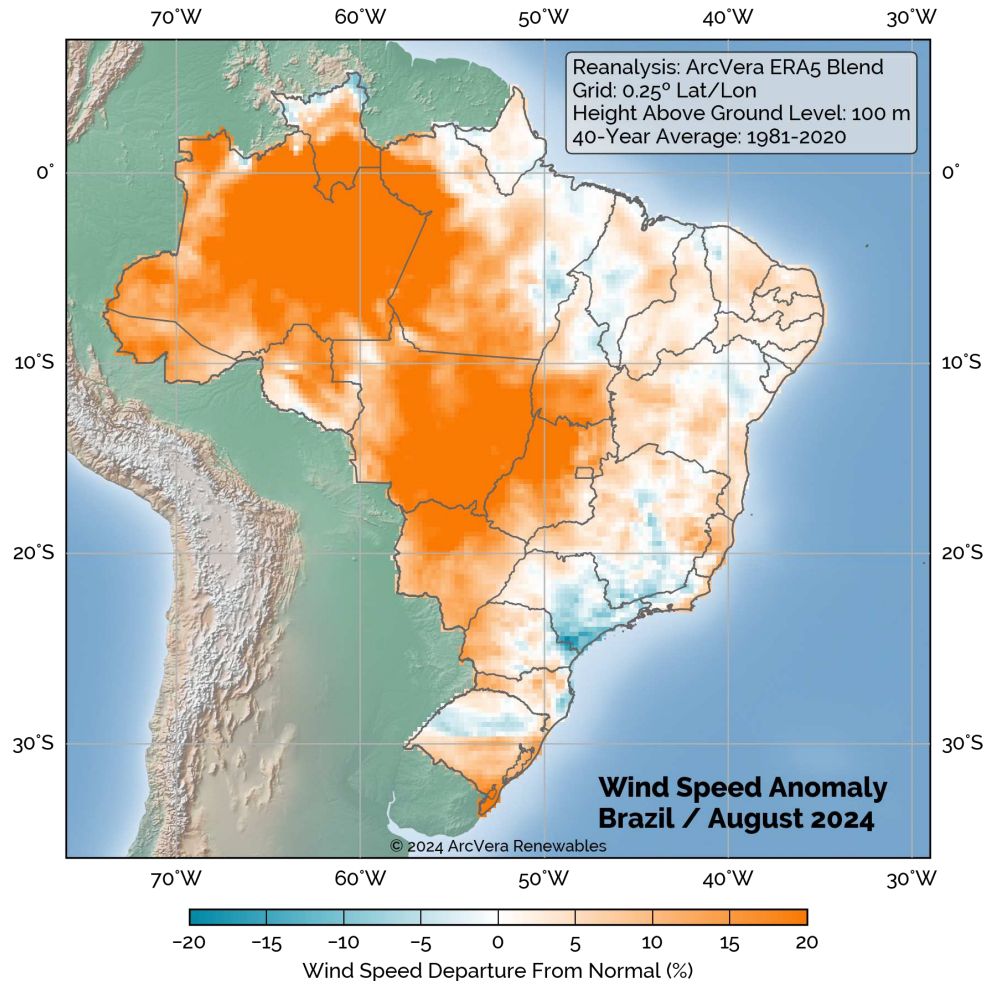 70°W 60°W 50°W 40°W 30°W
Reanalysis: ArcVera ERA5 Blend
Grid: 0.25º Lat/Lon
Height Above Ground Level: 100 m
40-Year Average: 1981-2020
0° 0°
10°S 10°S
20°S 20°S
30°S 30°S
Wind Speed Anomaly
Brazil / August 2024
© 2024 ArcVera Renewables
70°W 60°W 50°W 40°W 30°W
−20 −15 −10 −5 0 5 10 15 20
Wind Speed Departure From Normal (%)